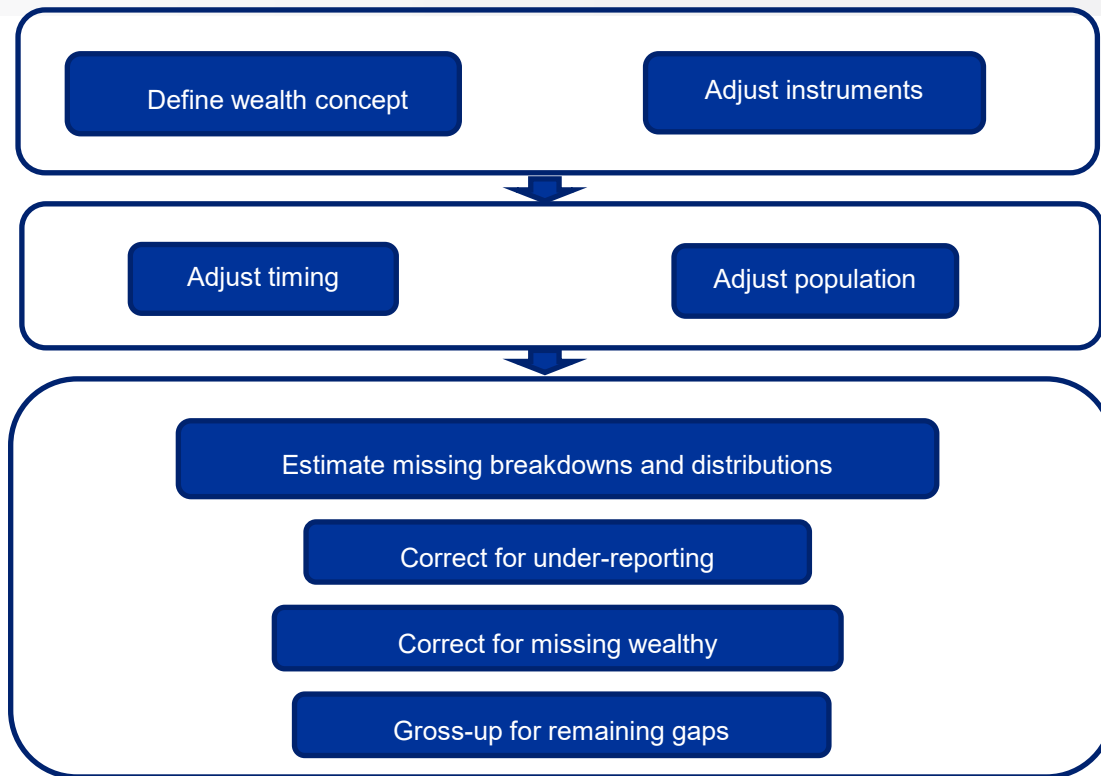 Define wealth concept
Adjust instruments
Adjust timing
Adjust population
Estimate missing breakdowns and distributions
Correct for under-reporting
Correct for missing wealthy
Gross-up for remaining gaps